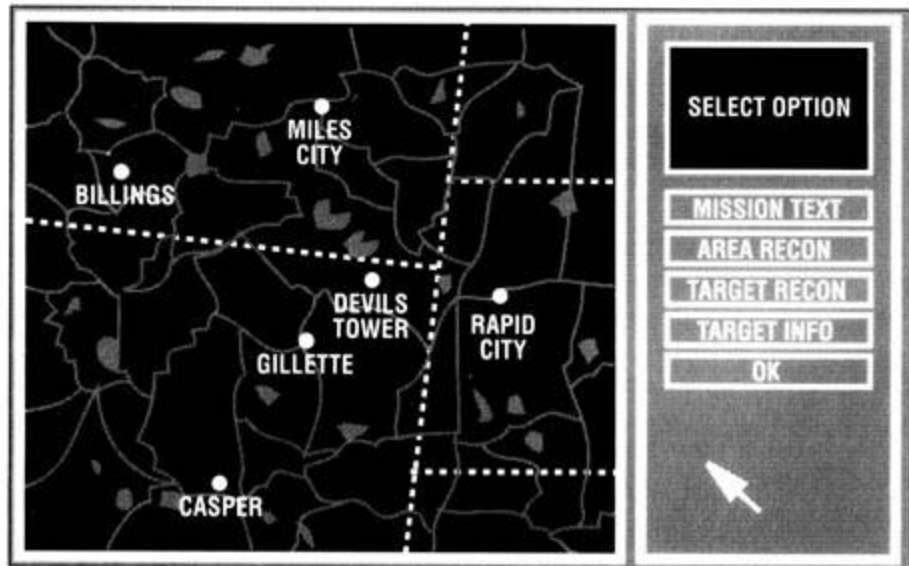 MILES
CITY
BILLINGS
DEVILS
TOWER
RAPID
CITY
GILLETTE
CASPER
SELECT OPTION
MISSION TEXT
AREA RECON
TARGET RECON
TARGET INFO
OK